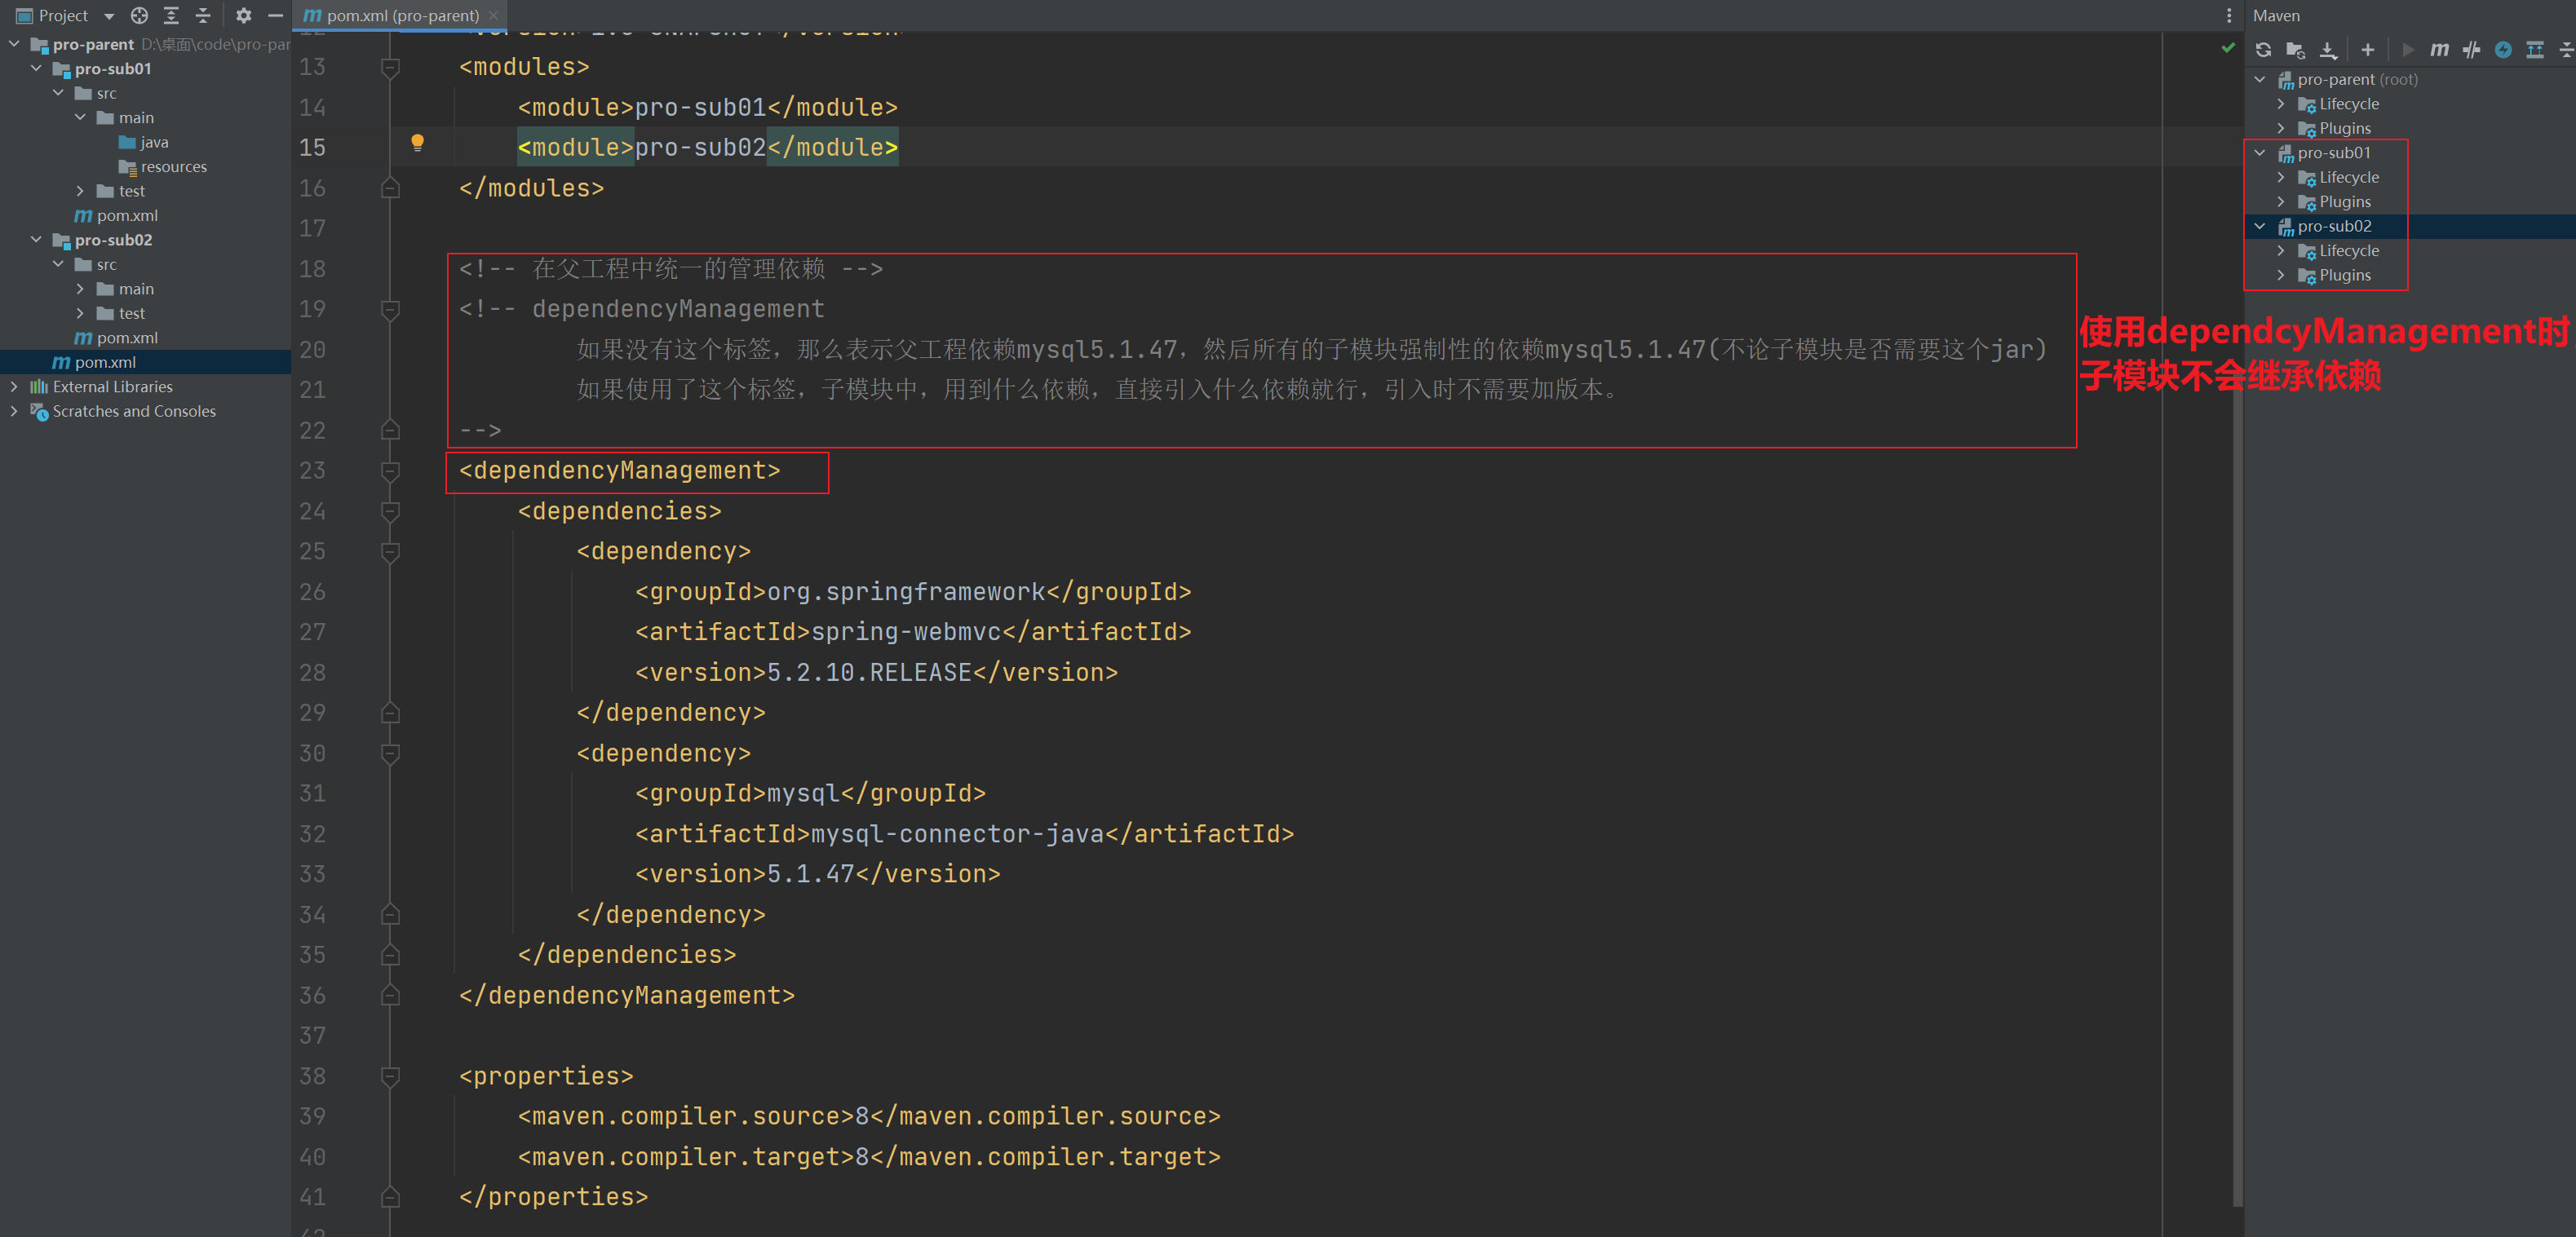 Project
pro-parent D:\桌面\code\pro-par
pro-sub01
src
main
java
resources
test
pom.xml
pro-sub02
src
main
test
pom.xml
pom.xml
External Libraries
Scratches and Consoles
pom.xml (pro-parent)
13 <modules>
14 <module>pro-sub01</module>
15 <module>pro-sub02</module>
16 </modules>
17
18 <!-- 在父工程中统一的管理依赖 -->
19 <!-- dependencyManagement
20 如果没有这个标签，那么表示父工程依赖mysql5.1.47，然后所有的子模块强制性的依赖mysql5.1.47(不论子模块是否需要这个jar)
21 如果使用了这个标签，子模块中，用到什么依赖，直接引入什么依赖就行，引入时不需要加版本。
22 -->
23 <dependencyManagement>
24 <dependencies>
25 <dependency>
26 <groupId>org.springframework</groupId>
27 <artifactId>spring-webmvc</artifactId>
28 <version>5.2.10.RELEASE</version>
29 </dependency>
30 <dependency>
31 <groupId>mysql</groupId>
32 <artifactId>mysql-connector-java</artifactId>
33 <version>5.1.47</version>
34 </dependency>
35 </dependencies>
36 </dependencyManagement>
37
38 <properties>
39 <maven.compiler.source>8</maven.compiler.source>
40 <maven.compiler.target>8</maven.compiler.target>
41 </properties>
Maven
pro-parent (root)
Lifecycle
Plugins
pro-sub01
Lifecycle
Plugins
pro-sub02
Lifecycle
Plugins
使用dependcyManagement时
子模块不会继承依赖